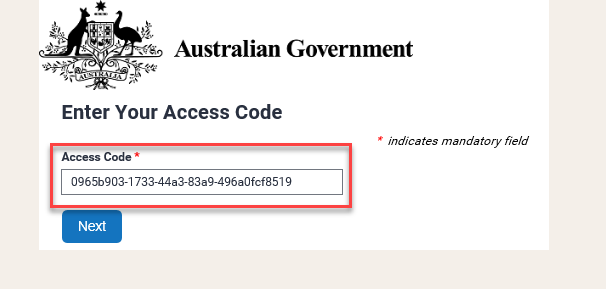 AUSTRALIA
Australian Government
Enter Your Access Code
* indicates mandatory field
Access Code *
0965b903-1733-44a3-83a9-496a0fcf8519
Next